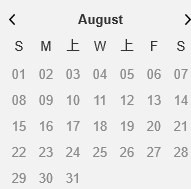 August
S M 上 W 上 F S
01 02 03 04 05 06 07
08 09 10 11 12 13 14
15 16 17 18 19 20 21
22 23 24 25 26 27 28
29 30 31